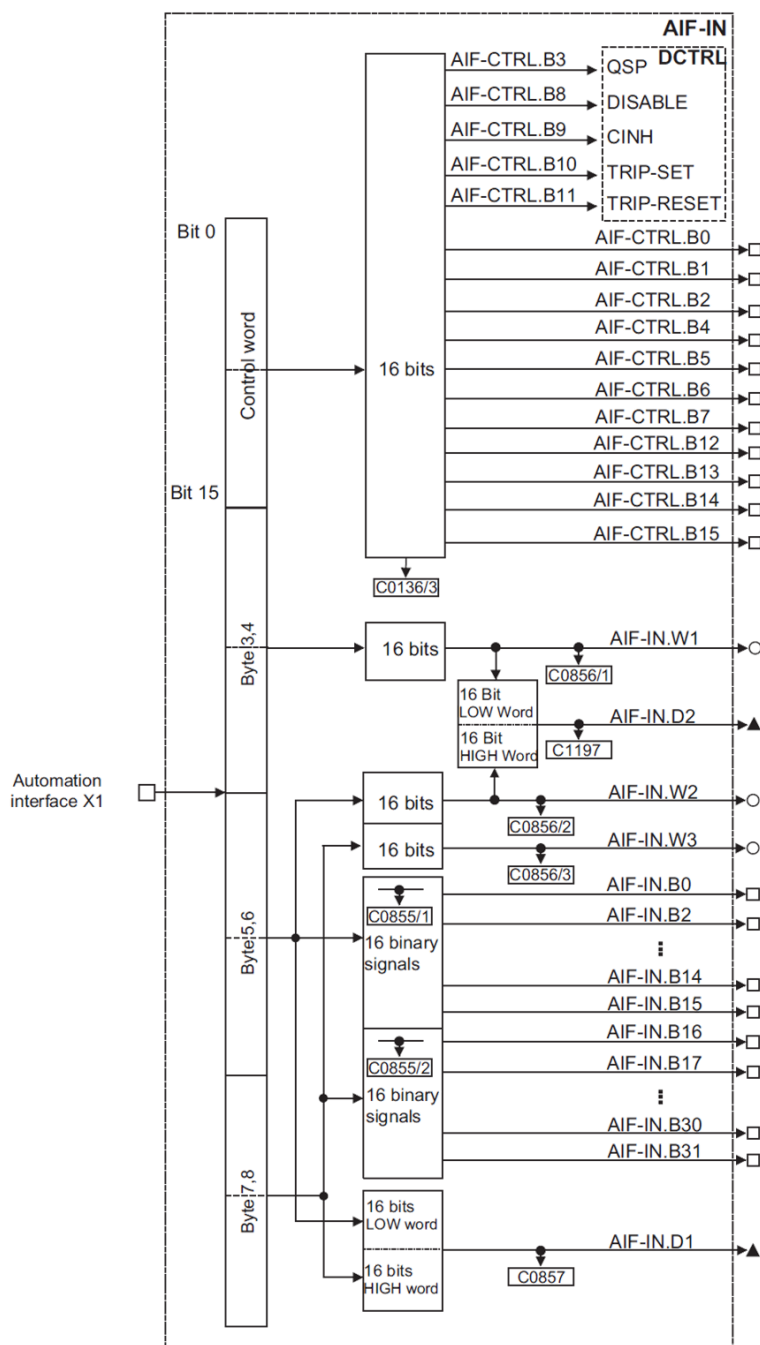 AIF-IN
DCTRL
AIF-CTRL.B3
QSP
AIF-CTRL.B8
DISABLE
AIF-CTRL.B9
CINH
AIF-CTRL.B10
TRIP-SET
AIF-CTRL.B11
TRIP-RESET
Bit 0
Control word
Bit 15
16 bits
AIF-CTRL.B0
AIF-CTRL.B1
AIF-CTRL.B2
AIF-CTRL.B4
AIF-CTRL.B5
AIF-CTRL.B6
AIF-CTRL.B7
AIF-CTRL.B12
AIF-CTRL.B13
AIF-CTRL.B14
AIF-CTRL.B15
C0136/3
Byte 3,4
16 bits
AIF-IN.W1
C0856/1
16 Bit
LOW Word
16 Bit
HIGH Word
AIF-IN.D2
C1197
Automation
interface X1
16 bits
AIF-IN.W2
C0856/2
16 bits
AIF-IN.W3
C0856/3
Byte 5,6
C0855/1
16 binary
signals
AIF-IN.B0
AIF-IN.B2
AIF-IN.B14
AIF-IN.B15
C0855/2
16 binary
signals
AIF-IN.B16
AIF-IN.B17
AIF-IN.B30
AIF-IN.B31
Byte 7,8
16 bits
LOW word
16 bits
HIGH word
AIF-IN.D1
C0857